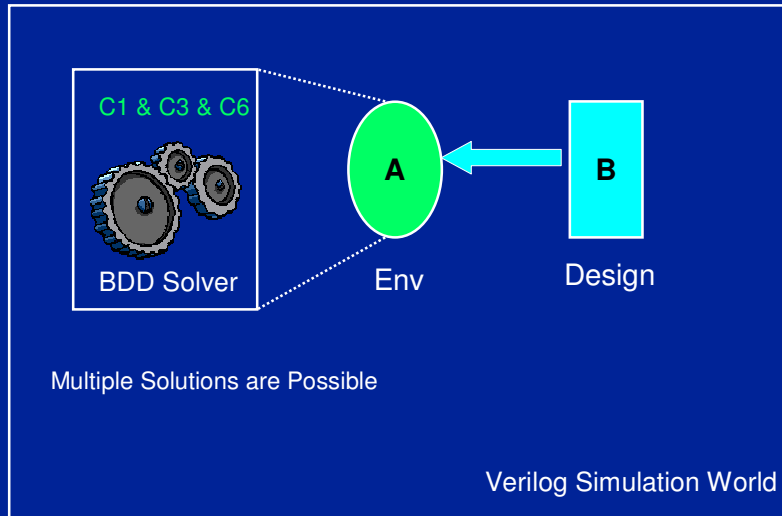 C1 & C3 & C6
BDD Solver
A
Env
B
Design
Multiple Solutions are Possible
Verilog Simulation World